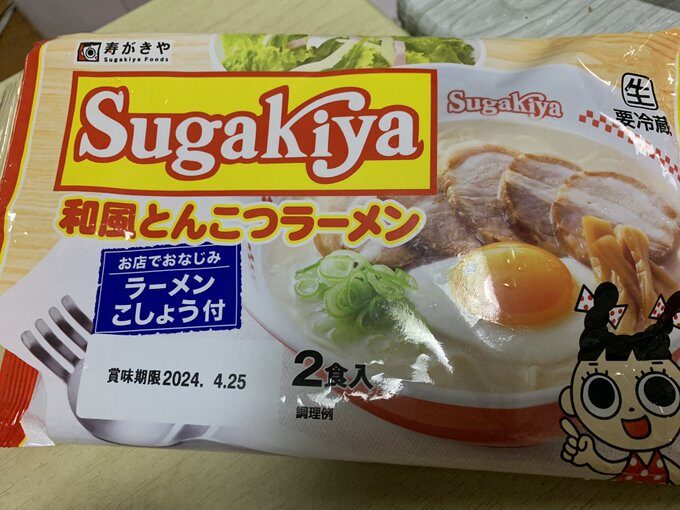 寿がきや
Sugakiya Foods
Sugakiya
Sugakiya
生
要冷蔵
和風とんこつラーメン
お店でおなじみ
ラーメン
こしょう付
賞味期限2024. 4.25
2食入
調理例